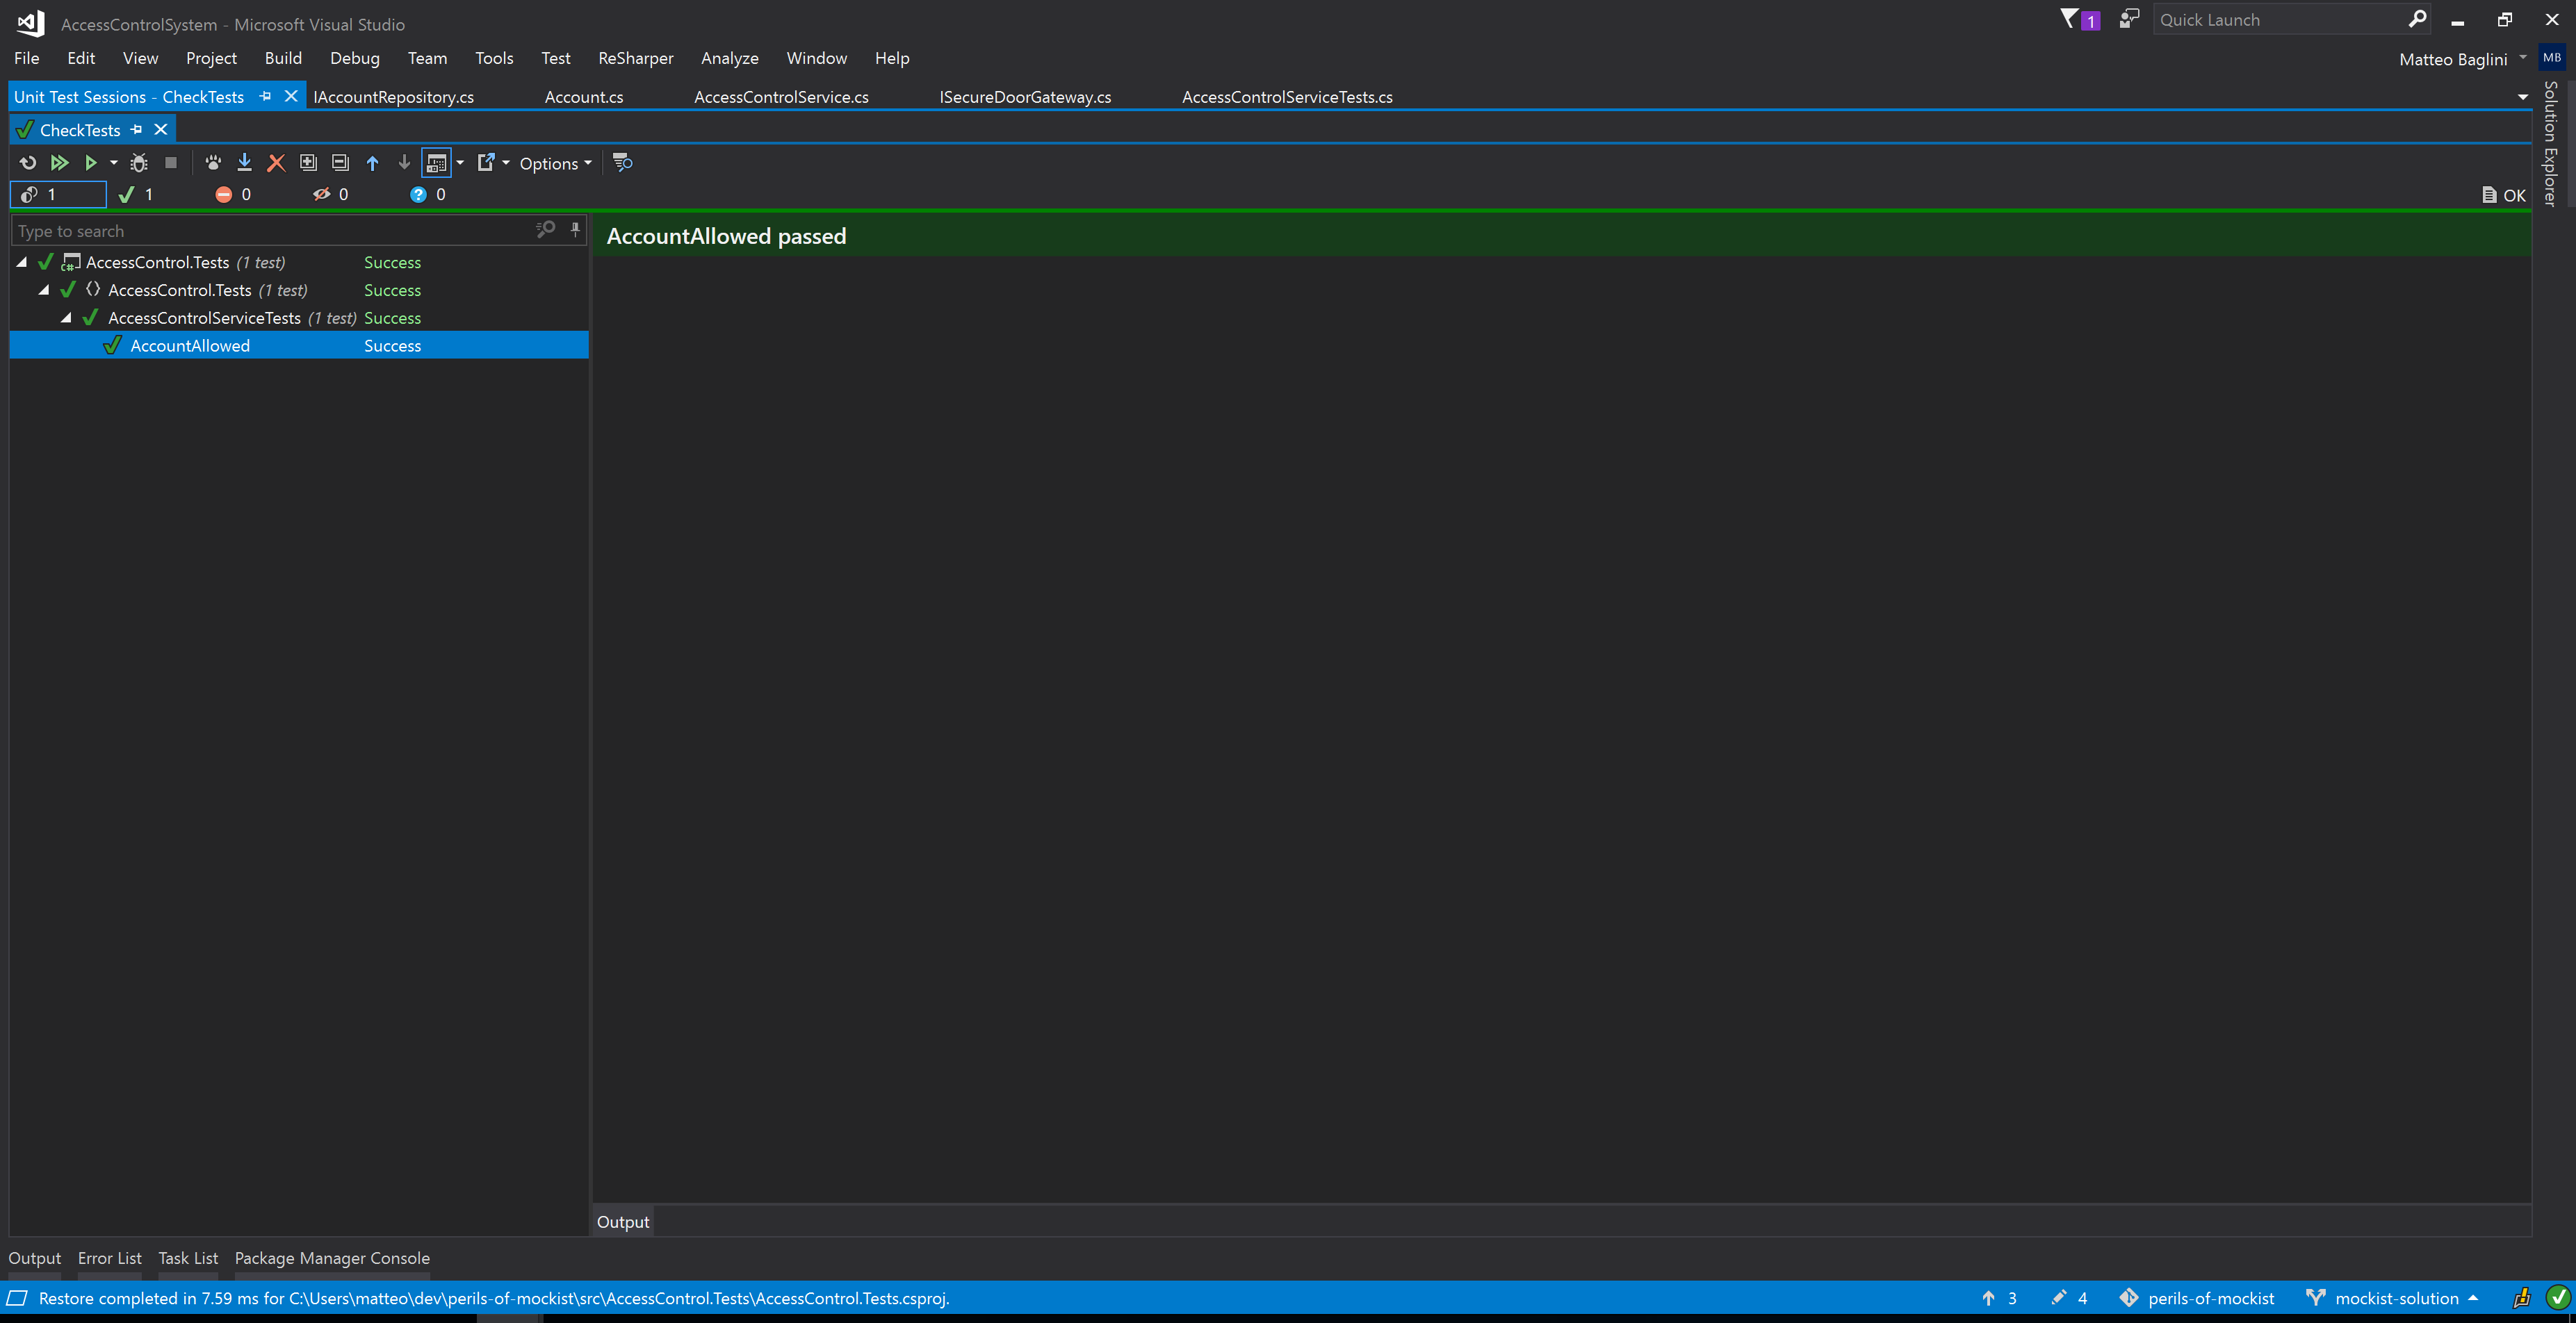 AccessControlSystem - Microsoft Visual Studio
1
Quick Launch
File Edit View Project Build Debug Team Tools Test ReSharper Analyze Window Help
Matteo Baglini
MB
Unit Test Sessions - CheckTests IAccountRepository.cs Account.cs AccessControlService.cs ISecureDoorGateway.cs AccessControlServiceTests.cs
Solution Explorer
CheckTests
Options
1 1 0 0 0
OK
Type to search
AccountAllowed passed
C# AccessControl.Tests (1 test) Success
AccessControl.Tests (1 test) Success
AccessControlServiceTests (1 test) Success
AccountAllowed Success
Output
Output Error List Task List Package Manager Console
Restore completed in 7.59 ms for C:\Users\matteo\dev\perils-of-mockist\src\AccessControl.Tests\AccessControl.Tests.csproj.
3 4 perils-of-mockist mockist-solution